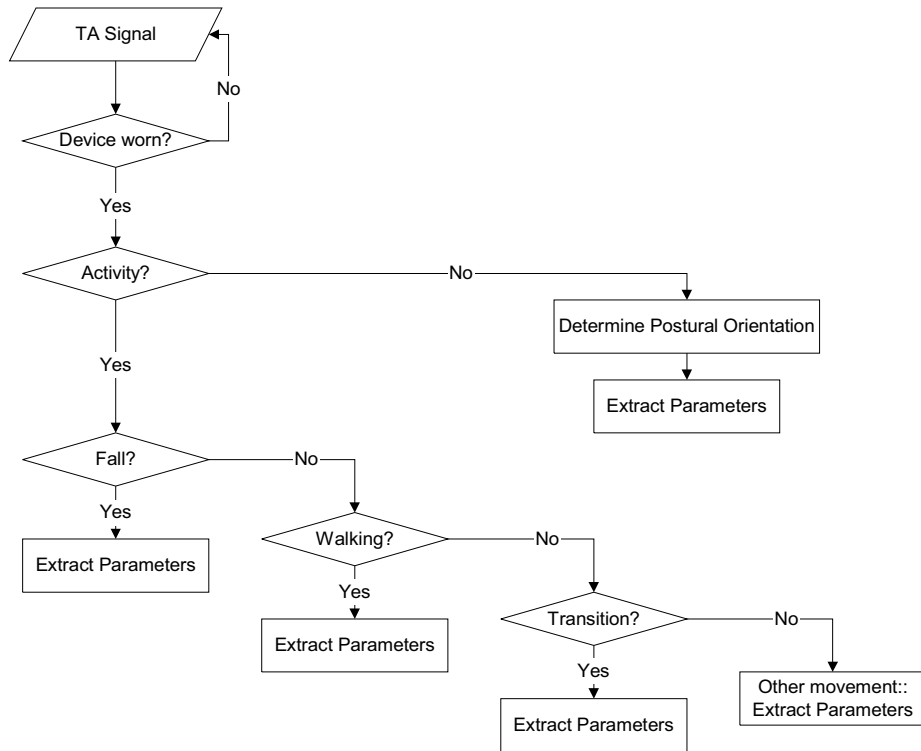 TA Signal
No
Device worn?
Yes
Activity?
No
Determine Postural Orientation
Yes
Extract Parameters
Fall?
No
Yes
Walking?
No
Extract Parameters
Yes
Transition?
No
Extract Parameters
Yes
Other movement::
Extract Parameters
Extract Parameters